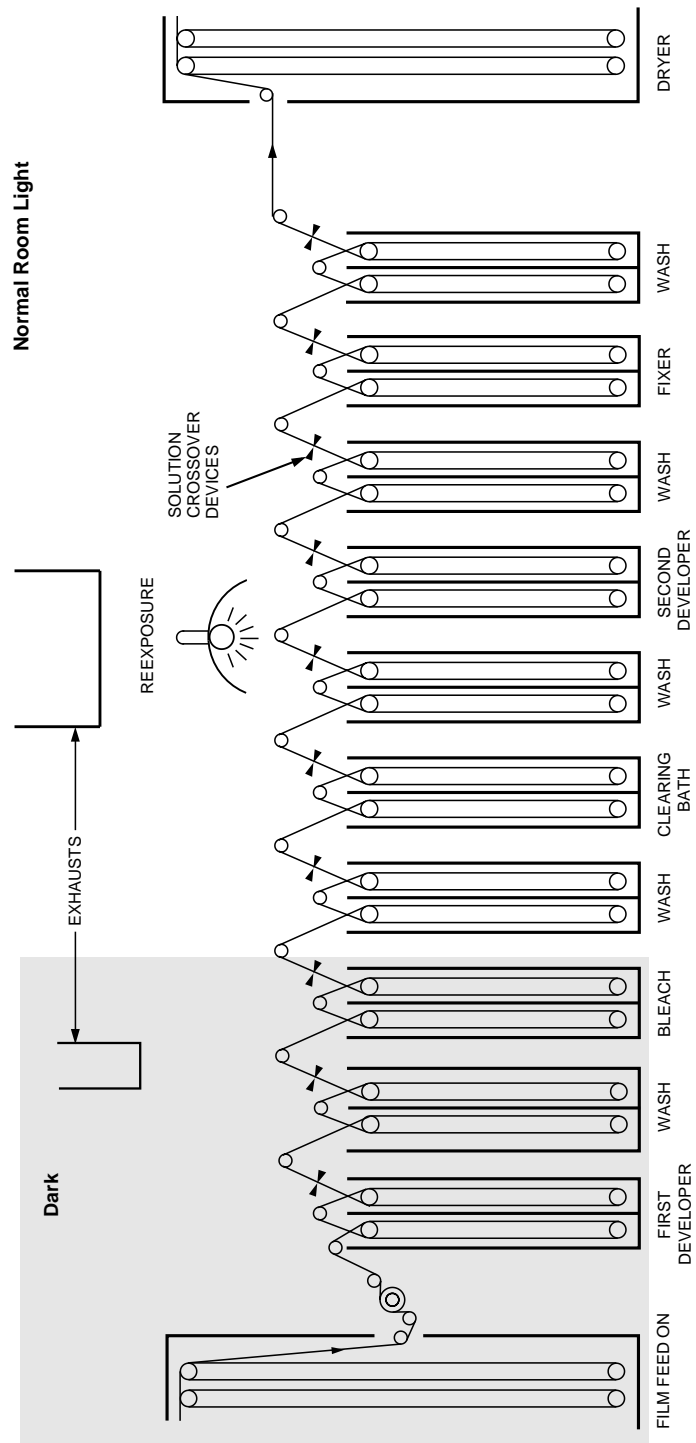 Dark
Normal Room Light
EXHAUSTS
REEXPOSURE
SOLUTION
CROSSOVER
DEVICES
FILM FEED ON
FIRST
DEVELOPER
WASH
BLEACH
WASH
CLEARING
BATH
WASH
SECOND
DEVELOPER
WASH
FIXER
WASH
DRYER